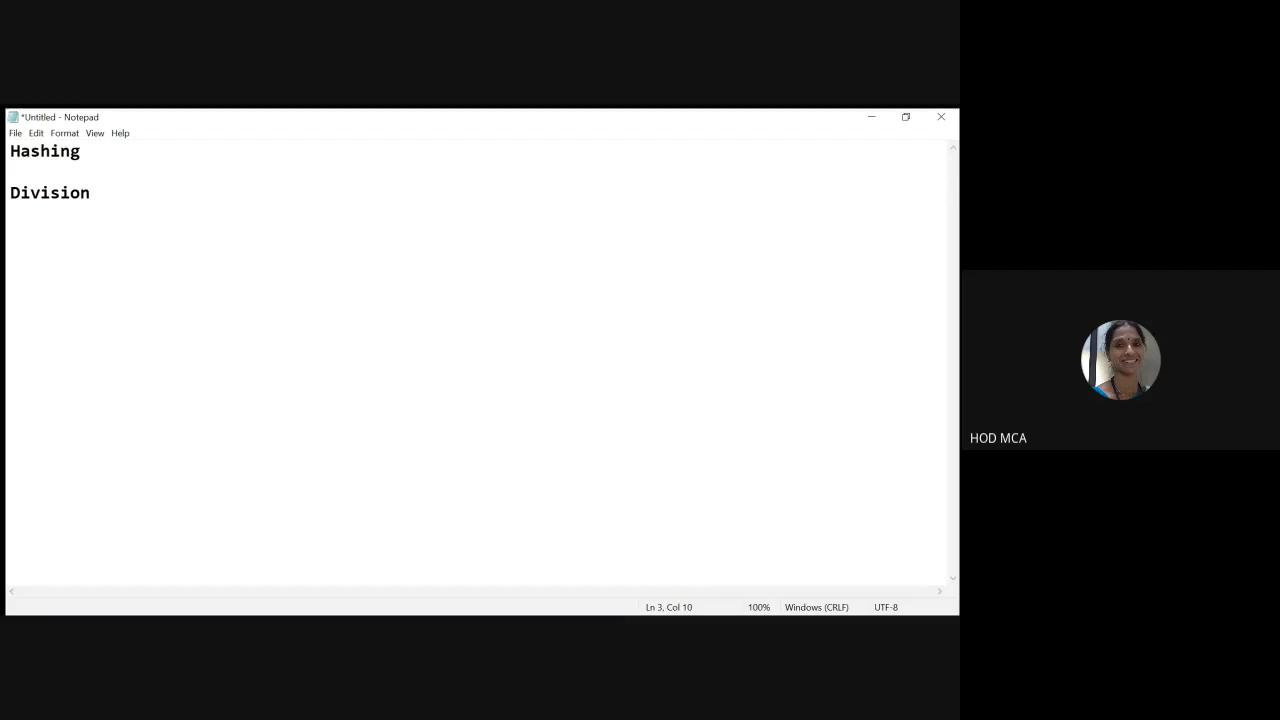 *Untitled - Notepad
File Edit Format View Help
Hashing
Division
Ln 3, Col 10 100% Windows (CRLF) UTF-8
HOD MCA